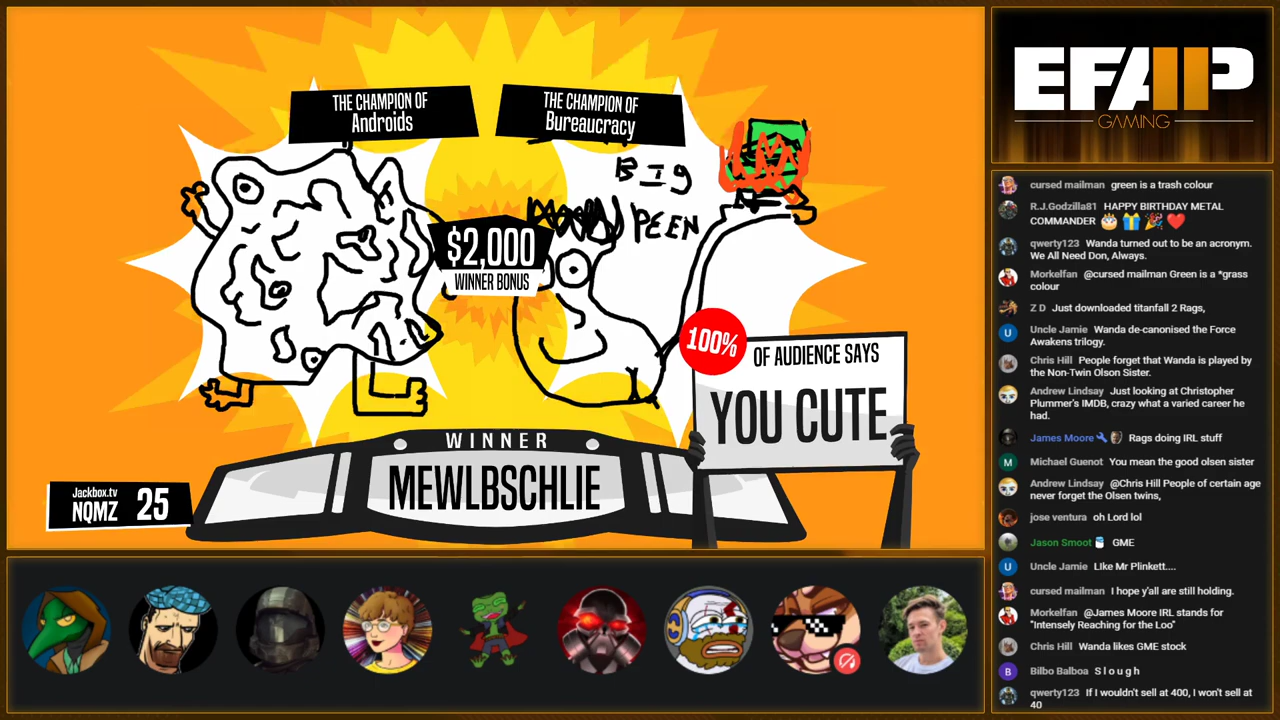 THE CHAMPION OF
Androids
THE CHAMPION OF
Bureaucracy
BIG
PEEN
$2,000
WINNER BONUS
100%
OF AUDIENCE SAYS
YOU CUTE
WINNER
MEWLBSCHLIE
Jackbox.tv
NQMZ
25
EFAP
GAMING
cursed mailman green is a trash colour
R.J.Godzilla81 HAPPY BIRTHDAY METAL
COMMANDER 🎂 🎁 🎉 ❤️
qwerty123 Wanda turned out to be an acronym.
We All Need Don, Always.
Morkelfan @cursed mailman Green is a *grass
colour
Z D Just downloaded titanfall 2 Rags,
U
Uncle Jamie Wanda de-canonised the Force
Awakens trilogy.
Chris Hill People forget that Wanda is played by
the Non-Twin Olson Sister.
Andrew Lindsay Just looking at Christopher
Plummer's IMDB, crazy what a varied career he
had.
James Moore Rags doing IRL stuff
M
Michael Guenot You mean the good olsen sister
Andrew Lindsay @Chris Hill People of certain age
never forget the Olsen twins,
jose ventura oh Lord lol
Jason Smoot GME
U
Uncle Jamie LIke Mr Plinkett....
cursed mailman I hope y'all are still holding.
Morkelfan @James Moore IRL stands for
"Intensely Reaching for the Loo"
Chris Hill Wanda likes GME stock
B
Bilbo Balboa S l o u g h
qwerty123 If I wouldn't sell at 400, I won't sell at
40